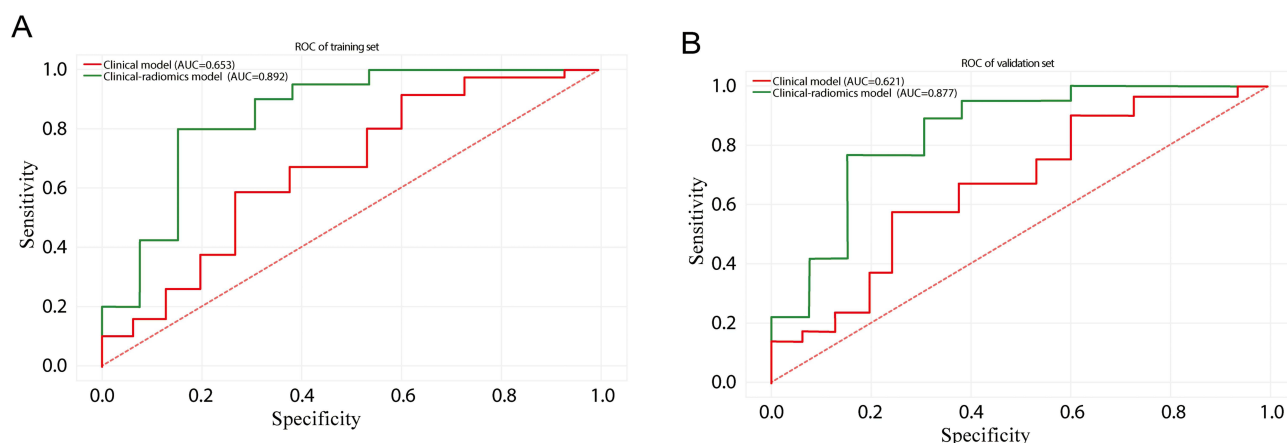 A
ROC of training set
Clinical model (AUC=0.653)
Clinical-radiomics model (AUC=0.892)
1.0
0.8
0.6
0.4
0.2
0.0
Sensitivity
0.0 0.2 0.4 0.6 0.8 1.0
Specificity
B
ROC of validation set
Clinical model (AUC=0.621)
Clinical-radiomics model (AUC=0.877)
1.0
0.8
0.6
0.4
0.2
0.0
Sensitivity
0.0 0.2 0.4 0.6 0.8 1.0
Specificity